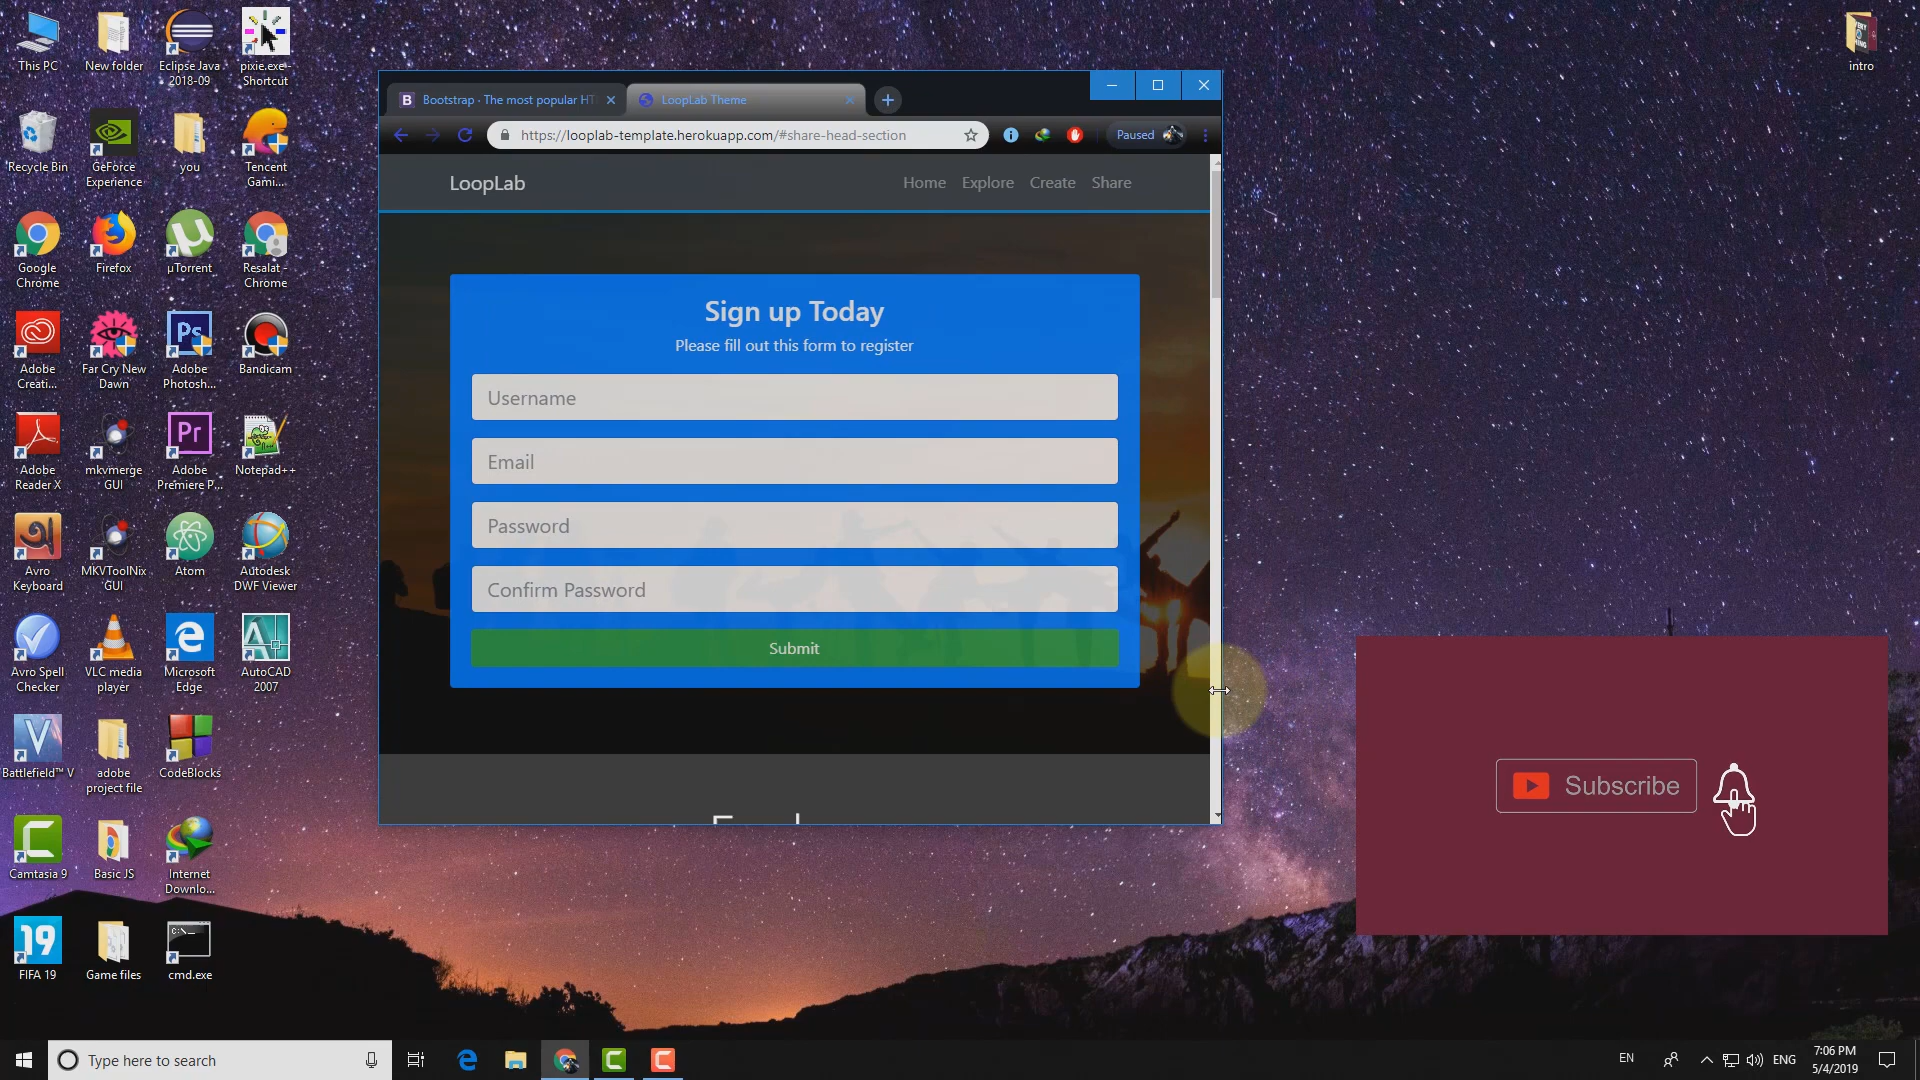 This PC
New folder
Eclipse Java
2018-09
pixie.exe -
Shortcut
intro
Recycle Bin
GeForce
Experience
you
Tencent
Gami...
Google
Chrome
Firefox
µTorrent
Resalat -
Chrome
Adobe
Creati...
Far Cry New
Dawn
Adobe
Photosh...
Bandicam
Adobe
Reader X
mkvmerge
GUI
Adobe
Premiere P...
Notepad++
Avro
Keyboard
MKVToolNix
GUI
Atom
Autodesk
DWF Viewer
Avro Spell
Checker
VLC media
player
Microsoft
Edge
AutoCAD
2007
Battlefield™ V
adobe
project file
CodeBlocks
Camtasia 9
Basic JS
Internet
Downlo...
FIFA 19
Game files
cmd.exe
Bootstrap · The most popular HT
LoopLab Theme
https://looplab-template.herokuapp.com/#share-head-section
Paused
LoopLab
Home Explore Create Share
Sign up Today
Please fill out this form to register
Username
Email
Password
Confirm Password
Submit
Subscribe
Type here to search
EN
ENG
7:06 PM
5/4/2019